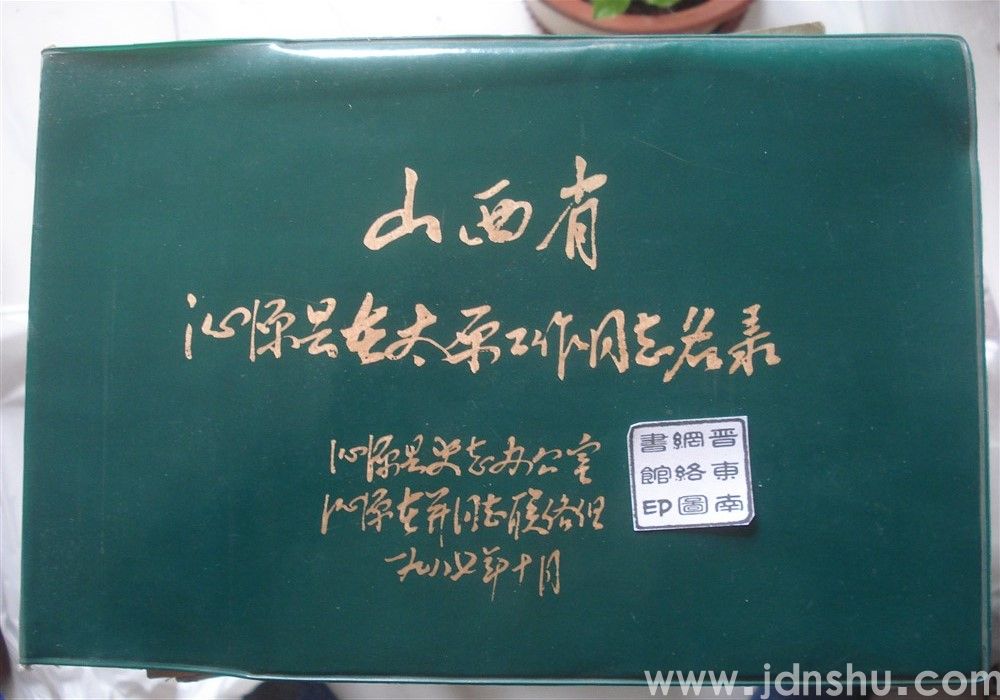 山西省
沁源县在太原工作同志名录
沁源县史志办公室
沁源在并同志联络组
一九八七年十月
晋東南
網絡圖
書館印
www.jdnshu.com